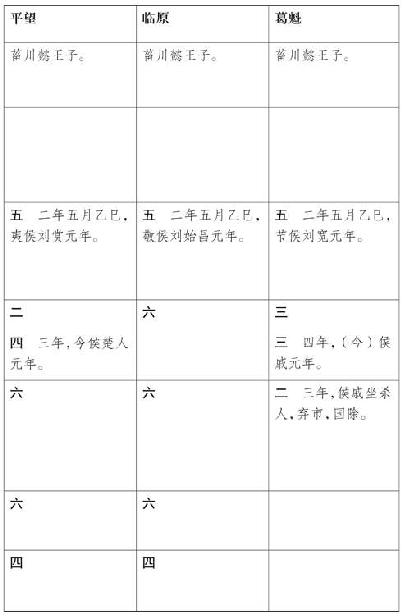 平望
临原
葛魁
菑川懿王子。
菑川懿王子。
菑川懿王子。
五　二年五月乙巳，
夷侯刘赏元年。
五　二年五月乙巳，
敬侯刘始昌元年。
五　二年五月乙巳，
节侯刘宽元年。
二
四　三年，今侯楚人
元年。
六
三
三　四年，（今）侯
戚元年。
六
六
二　三年，侯戚坐杀
人，弃市，国除。
六
六
四
四